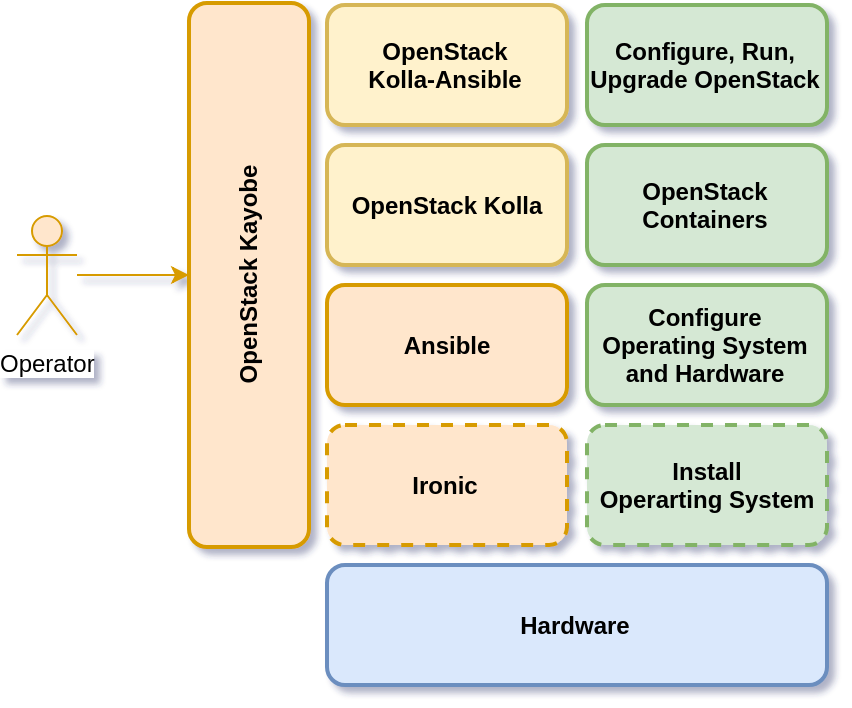 Operator
OpenStack Kayobe
OpenStack
Kolla-Ansible
Configure, Run,
Upgrade OpenStack
OpenStack Kolla
OpenStack
Containers
Ansible
Configure
Operating System
and Hardware
Ironic
Install
Operarting System
Hardware